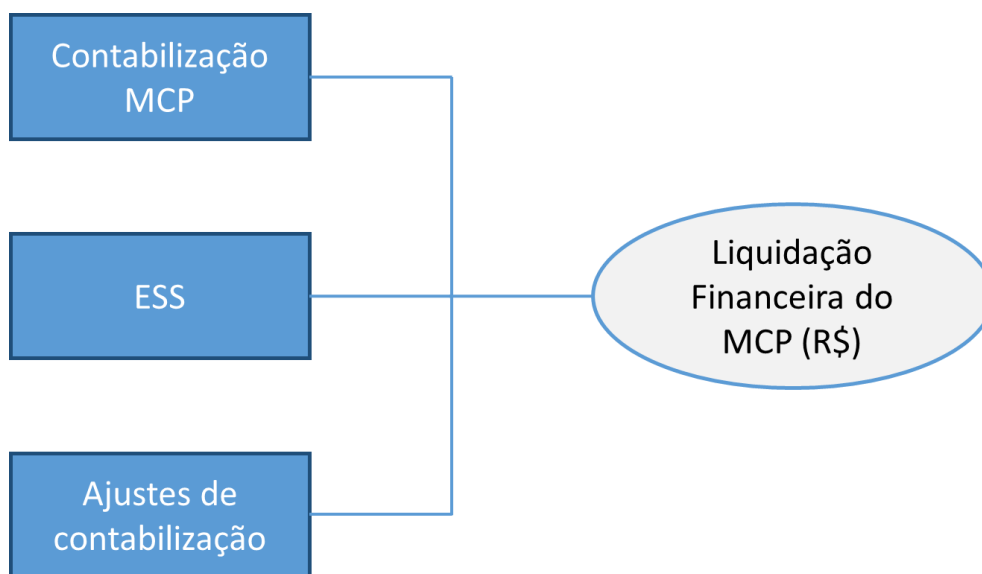 Contabilização
MCP
ESS
Liquidação
Financeira do
MCP (R$)
Ajustes de
contabilização